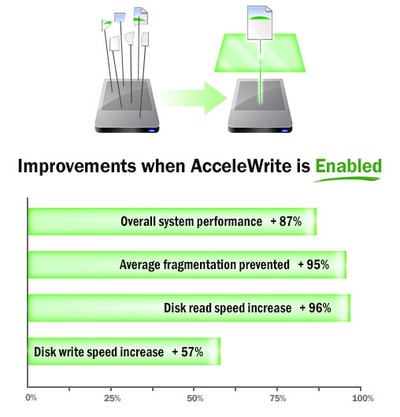 Improvements when AcceleWrite is Enabled
Overall system performance + 87%
Average fragmentation prevented + 95%
Disk read speed increase + 96%
Disk write speed increase + 57%
0% 25% 50% 75% 100%